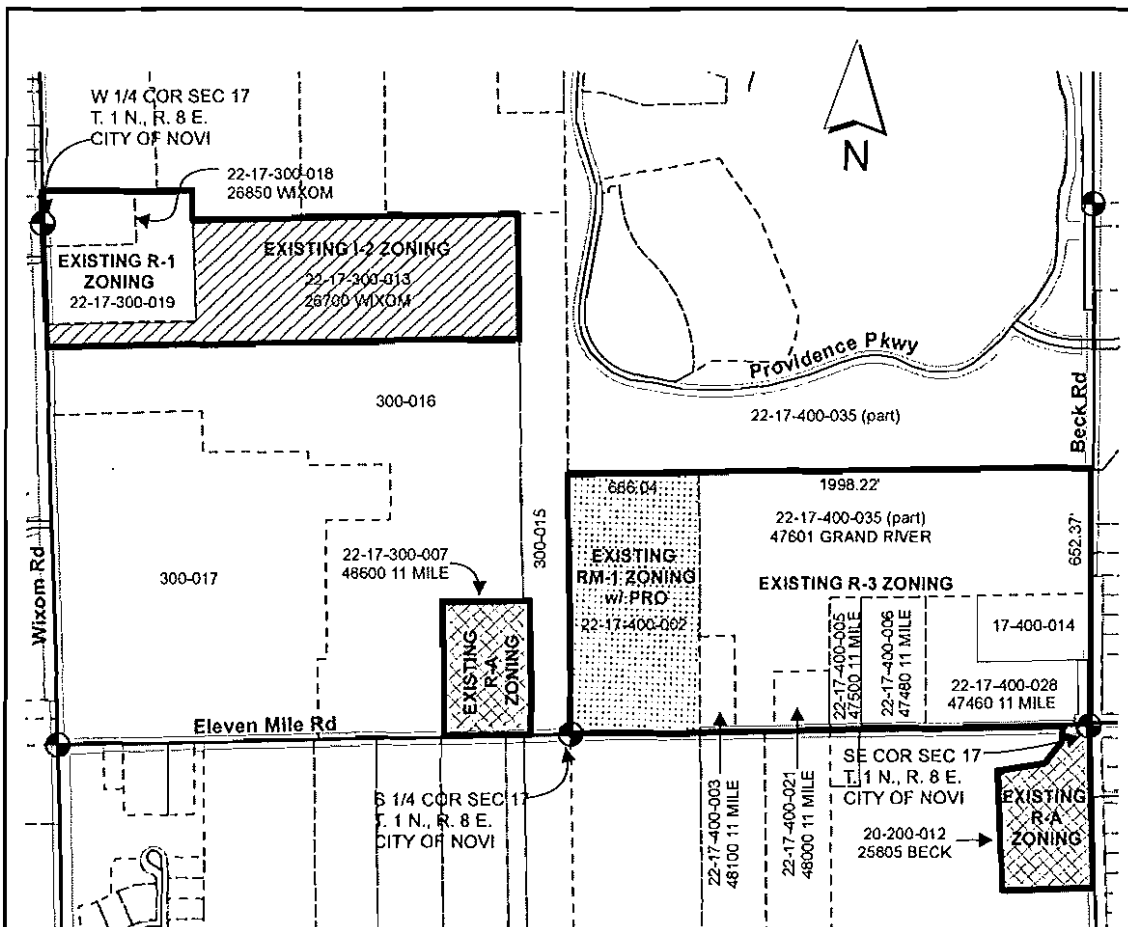 W 1/4 COR SEC 17
T. 1 N., R. 8 E.
CITY OF NOVI
22-17-300-018
26850 WIXOM
N
EXISTING R-1
ZONING
22-17-300-019
EXISTING I-2 ZONING
22-17-300-013
26700 WIXOM
Providence Pkwy
Beck Rd
300-016
22-17-400-035 (part)
666.04
1998.22'
22-17-400-035 (part)
47601 GRAND RIVER
652.37'
300-015
22-17-300-007
48600 11 MILE
EXISTING
RM-1 ZONING
w/ PRO
22-17-400-002
EXISTING R-3 ZONING
Wixom Rd
300-017
EXISTING
R-A
ZONING
22-17-400-005
47500 11 MILE
22-17-400-006
47480 11 MILE
17-400-014
22-17-400-028
47460 11 MILE
Eleven Mile Rd
S 1/4 COR SEC 17
T. 1 N., R. 8 E.
CITY OF NOVI
22-17-400-003
48100 11 MILE
22-17-400-021
48000 11 MILE
SE COR SEC 17
T. 1 N., R. 8 E.
CITY OF NOVI
20-200-012
25805 BECK
EXISTING
R-A
ZONING